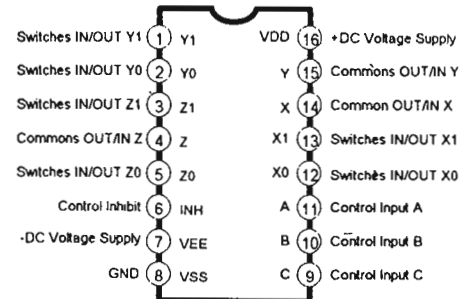 Switches IN/OUT Y1 1 Y1 VDD 16 +DC Voltage Supply
Switches IN/OUT Y0 2 Y0 Y 15 Commons OUT/IN Y
Switches IN/OUT Z1 3 Z1 X 14 Common OUT/IN X
Commons OUT/IN Z 4 Z X1 13 Switches IN/OUT X1
Switches IN/OUT Z0 5 Z0 X0 12 Switches IN/OUT X0
Control Inhibit 6 INH A 11 Control Input A
-DC Voltage Supply 7 VEE B 10 Control Input B
GND 8 VSS C 9 Control Input C